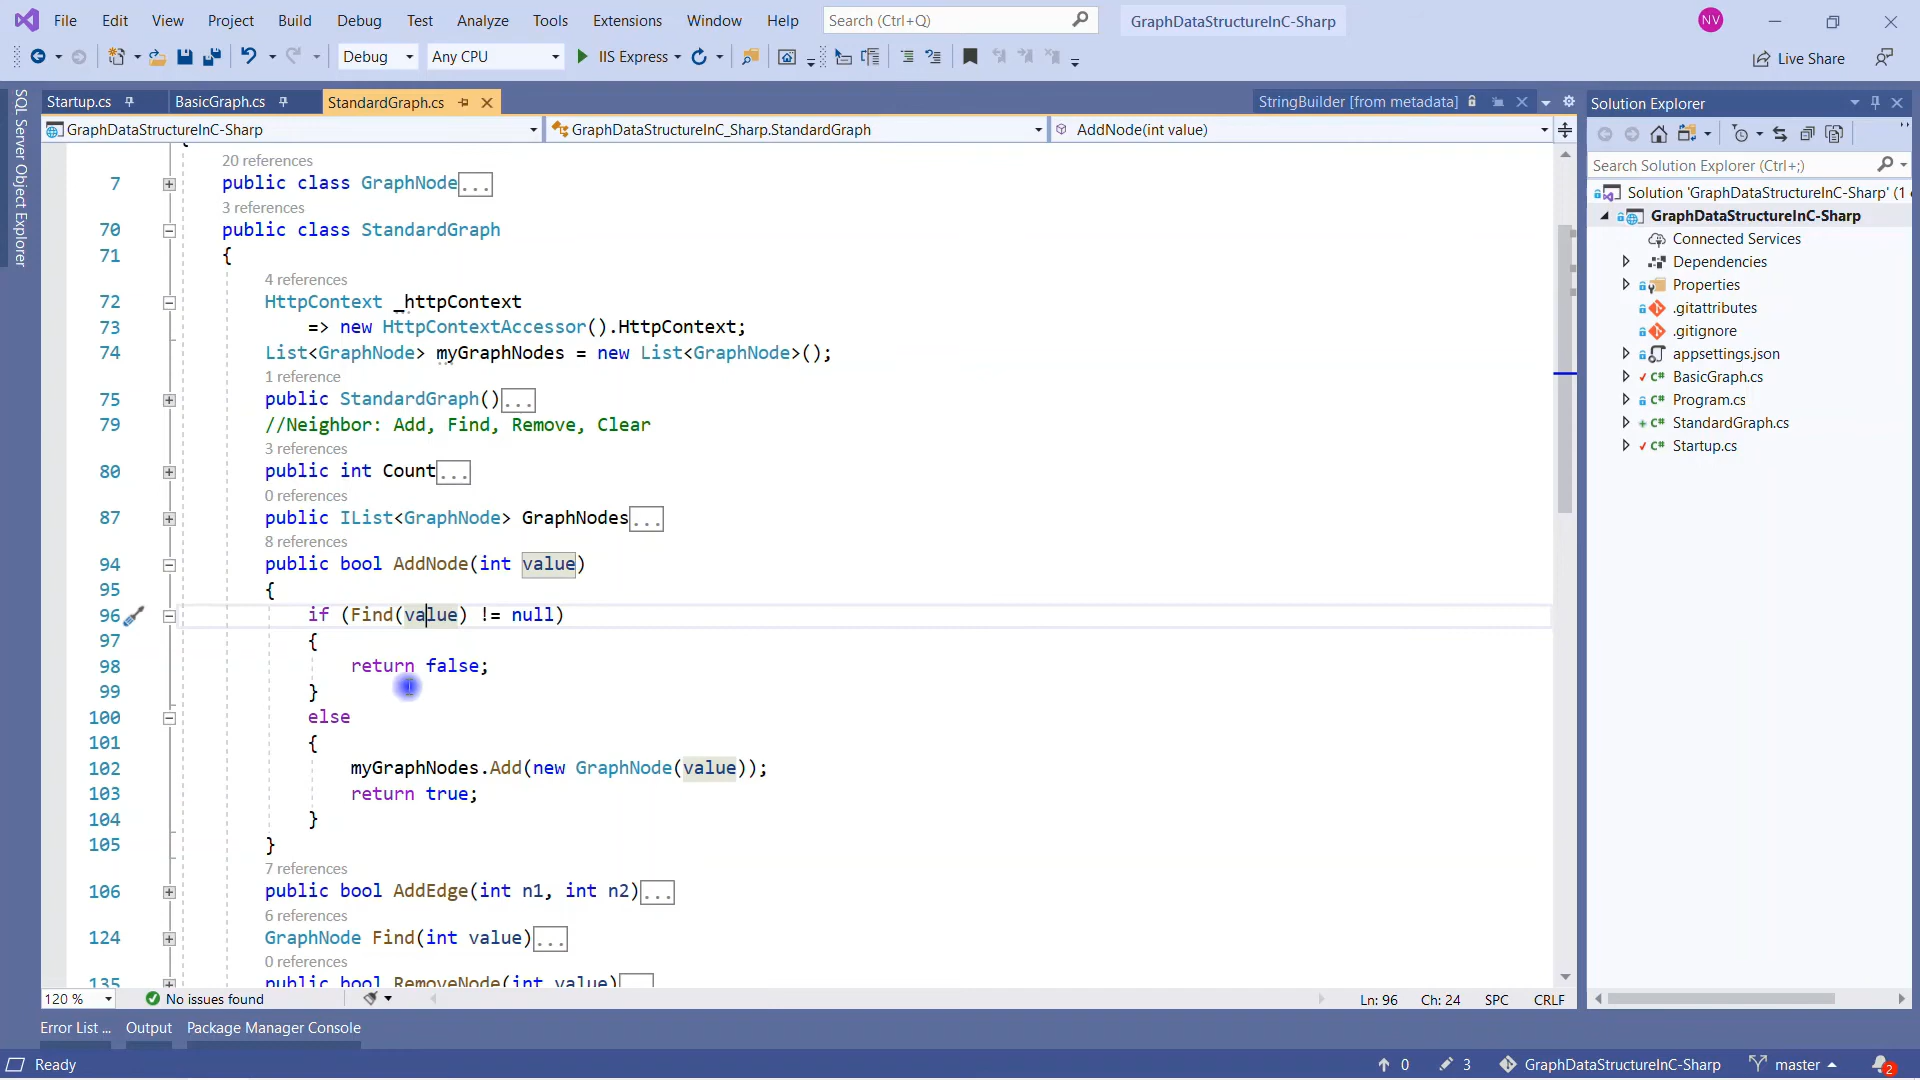 File Edit View Project Build Debug Test Analyze Tools Extensions Window Help Search (Ctrl+Q) GraphDataStructureInC-Sharp NV
Debug Any CPU IIS Express Live Share
SQL Server Object Explorer
Startup.cs BasicGraph.cs StandardGraph.cs StringBuilder [from metadata]
GraphDataStructureInC-Sharp GraphDataStructureInC_Sharp.StandardGraph AddNode(int value)
20 references
7 public class GraphNode...
3 references
70 public class StandardGraph
71 {
4 references
72 HttpContext _httpContext
73 => new HttpContextAccessor().HttpContext;
74 List<GraphNode> myGraphNodes = new List<GraphNode>();
1 reference
75 public StandardGraph()...
79 //Neighbor: Add, Find, Remove, Clear
3 references
80 public int Count...
0 references
87 public IList<GraphNode> GraphNodes...
8 references
94 public bool AddNode(int value)
95 {
96 if (Find(value) != null)
97 {
98 return false;
99 }
100 else
101 {
102 myGraphNodes.Add(new GraphNode(value));
103 return true;
104 }
105 }
7 references
106 public bool AddEdge(int n1, int n2)...
6 references
124 GraphNode Find(int value)...
0 references
135 public bool RemoveNode(int value)
120 % No issues found Ln: 96 Ch: 24 SPC CRLF
Solution Explorer
Search Solution Explorer (Ctrl+;)
Solution 'GraphDataStructureInC-Sharp' (1
GraphDataStructureInC-Sharp
Connected Services
Dependencies
Properties
.gitattributes
.gitignore
appsettings.json
C# BasicGraph.cs
C# Program.cs
C# StandardGraph.cs
C# Startup.cs
Error List ... Output Package Manager Console
Ready 0 3 GraphDataStructureInC-Sharp master 2